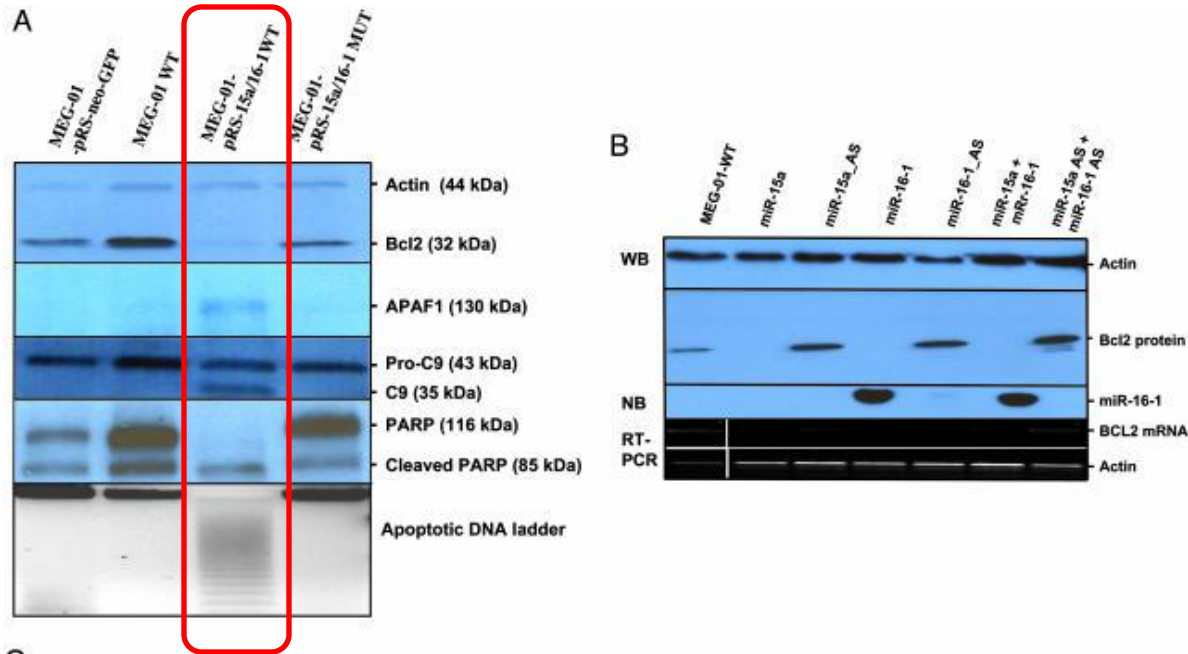 A
MEG-01
-pRS-neo-GFP
MEG-01 WT
MEG-01-
pRS-15a/16-1WT
MEG-01-
pRS-15a/16-1 MUT
Actin (44 kDa)
Bcl2 (32 kDa)
APAF1 (130 kDa)
Pro-C9 (43 kDa)
C9 (35 kDa)
PARP (116 kDa)
Cleaved PARP (85 kDa)
Apoptotic DNA ladder
B
MEG-01-WT
miR-15a
miR-15a_AS
miR-16-1
miR-16-1_AS
miR-15a +
mRr-16-1
miR-15a AS +
miR-16-1 AS
WB
Actin
Bcl2 protein
NB
miR-16-1
RT-
PCR
BCL2 mRNA
Actin